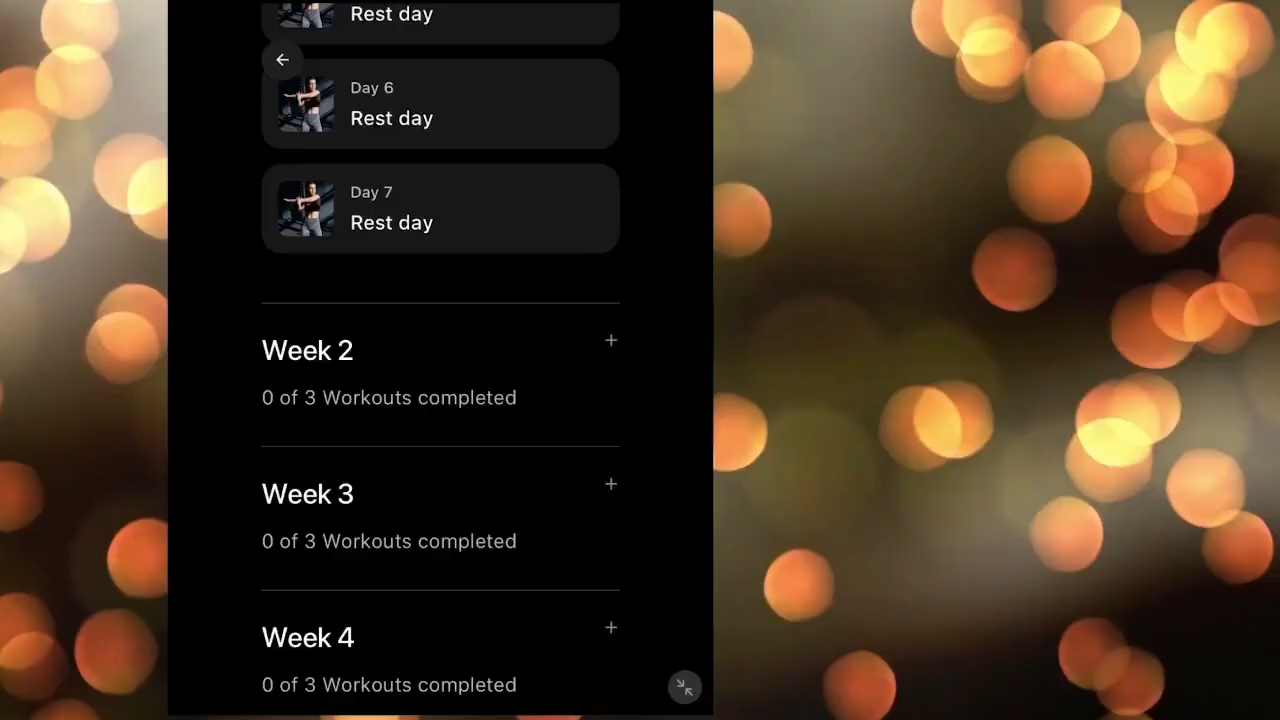 Rest day
Day 6
Rest day
Day 7
Rest day
Week 2
0 of 3 Workouts completed
Week 3
0 of 3 Workouts completed
Week 4
0 of 3 Workouts completed